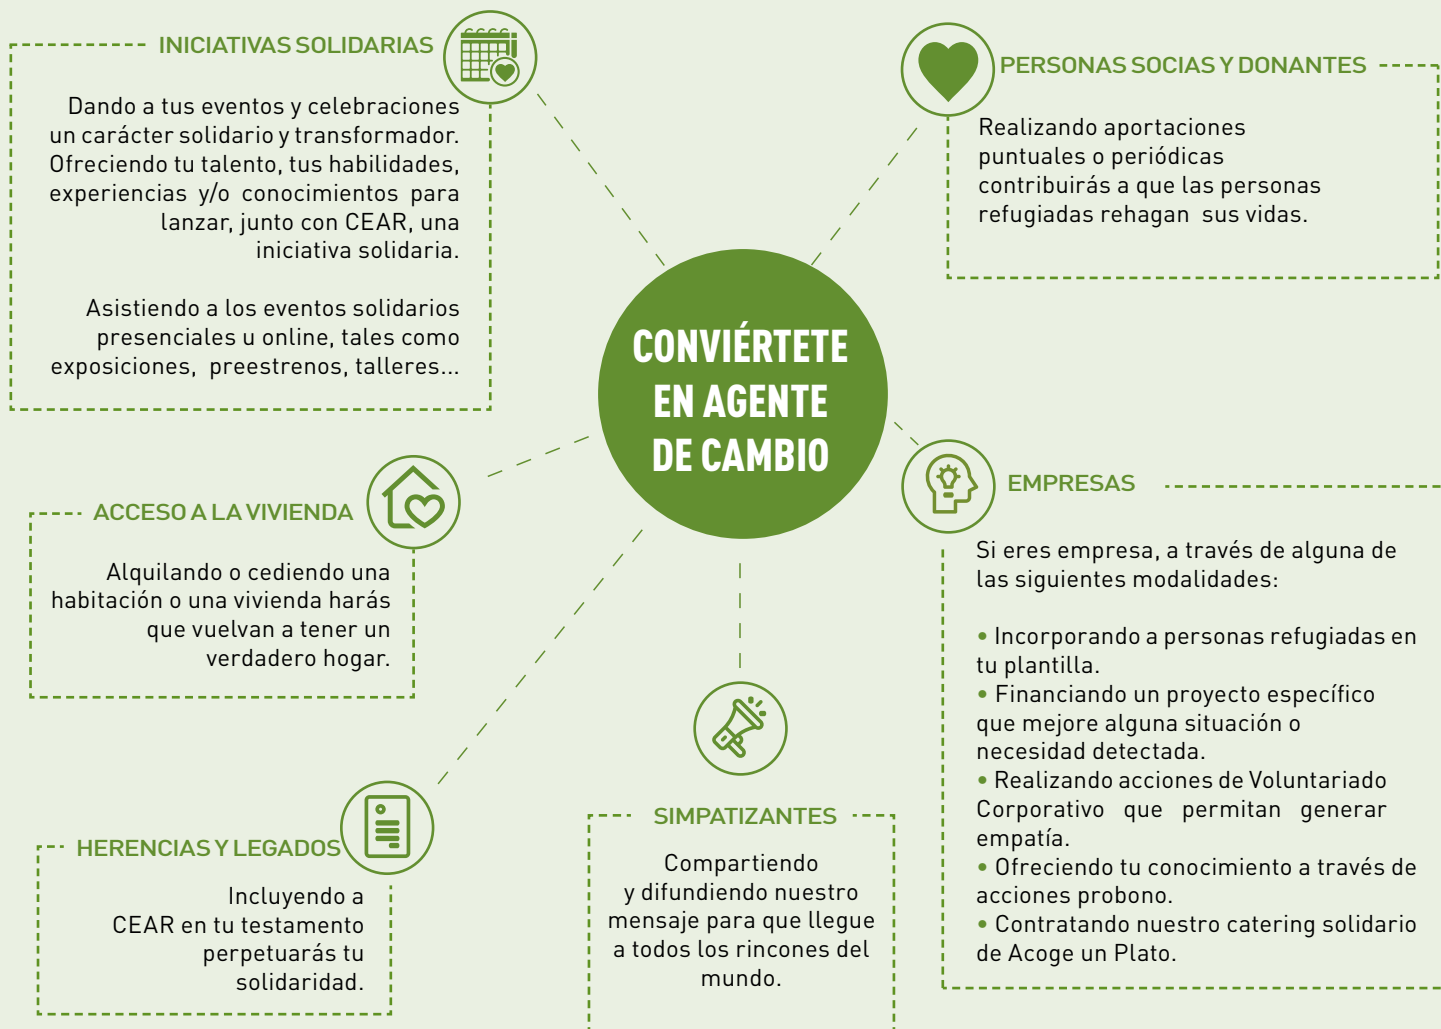 INICIATIVAS SOLIDARIAS
Dando a tus eventos y celebraciones
un carácter solidario y transformador.
Ofreciendo tu talento, tus habilidades,
experiencias y/o conocimientos para
lanzar, junto con CEAR, una
iniciativa solidaria.
Asistiendo a los eventos solidarios
presenciales u online, tales como
exposiciones, preestrenos, talleres...
PERSONAS SOCIAS Y DONANTES
Realizando aportaciones
puntuales o periódicas
contribuirás a que las personas
refugiadas rehagan sus vidas.
CONVIÉRTETE
EN AGENTE
DE CAMBIO
ACCESO A LA VIVIENDA
Alquilando o cediendo una
habitación o una vivienda harás
que vuelvan a tener un
verdadero hogar.
EMPRESAS
Si eres empresa, a través de alguna de
las siguientes modalidades:
• Incorporando a personas refugiadas en
tu plantilla.
• Financiando un proyecto específico
que mejore alguna situación o
necesidad detectada.
• Realizando acciones de Voluntariado
Corporativo que permitan generar
empatía.
• Ofreciendo tu conocimiento a través de
acciones probono.
• Contratando nuestro catering solidario
de Acoge un Plato.
HERENCIAS Y LEGADOS
Incluyendo a
CEAR en tu testamento
perpetuarás tu
solidaridad.
SIMPATIZANTES
Compartiendo
y difundiendo nuestro
mensaje para que llegue
a todos los rincones del
mundo.